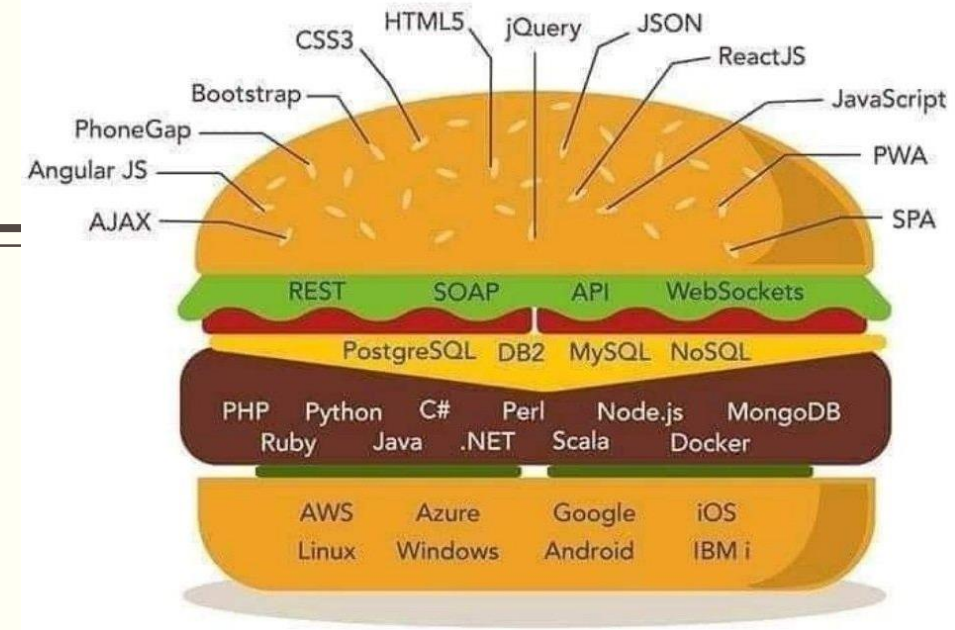 HTML5
jQuery
JSON
CSS3
ReactJS
Bootstrap
JavaScript
PhoneGap
PWA
Angular JS
AJAX
SPA
REST SOAP API WebSockets
PostgreSQL DB2 MySQL NoSQL
PHP Python C# Perl Node.js MongoDB
Ruby Java .NET Scala Docker
AWS Azure Google iOS
Linux Windows Android IBM i